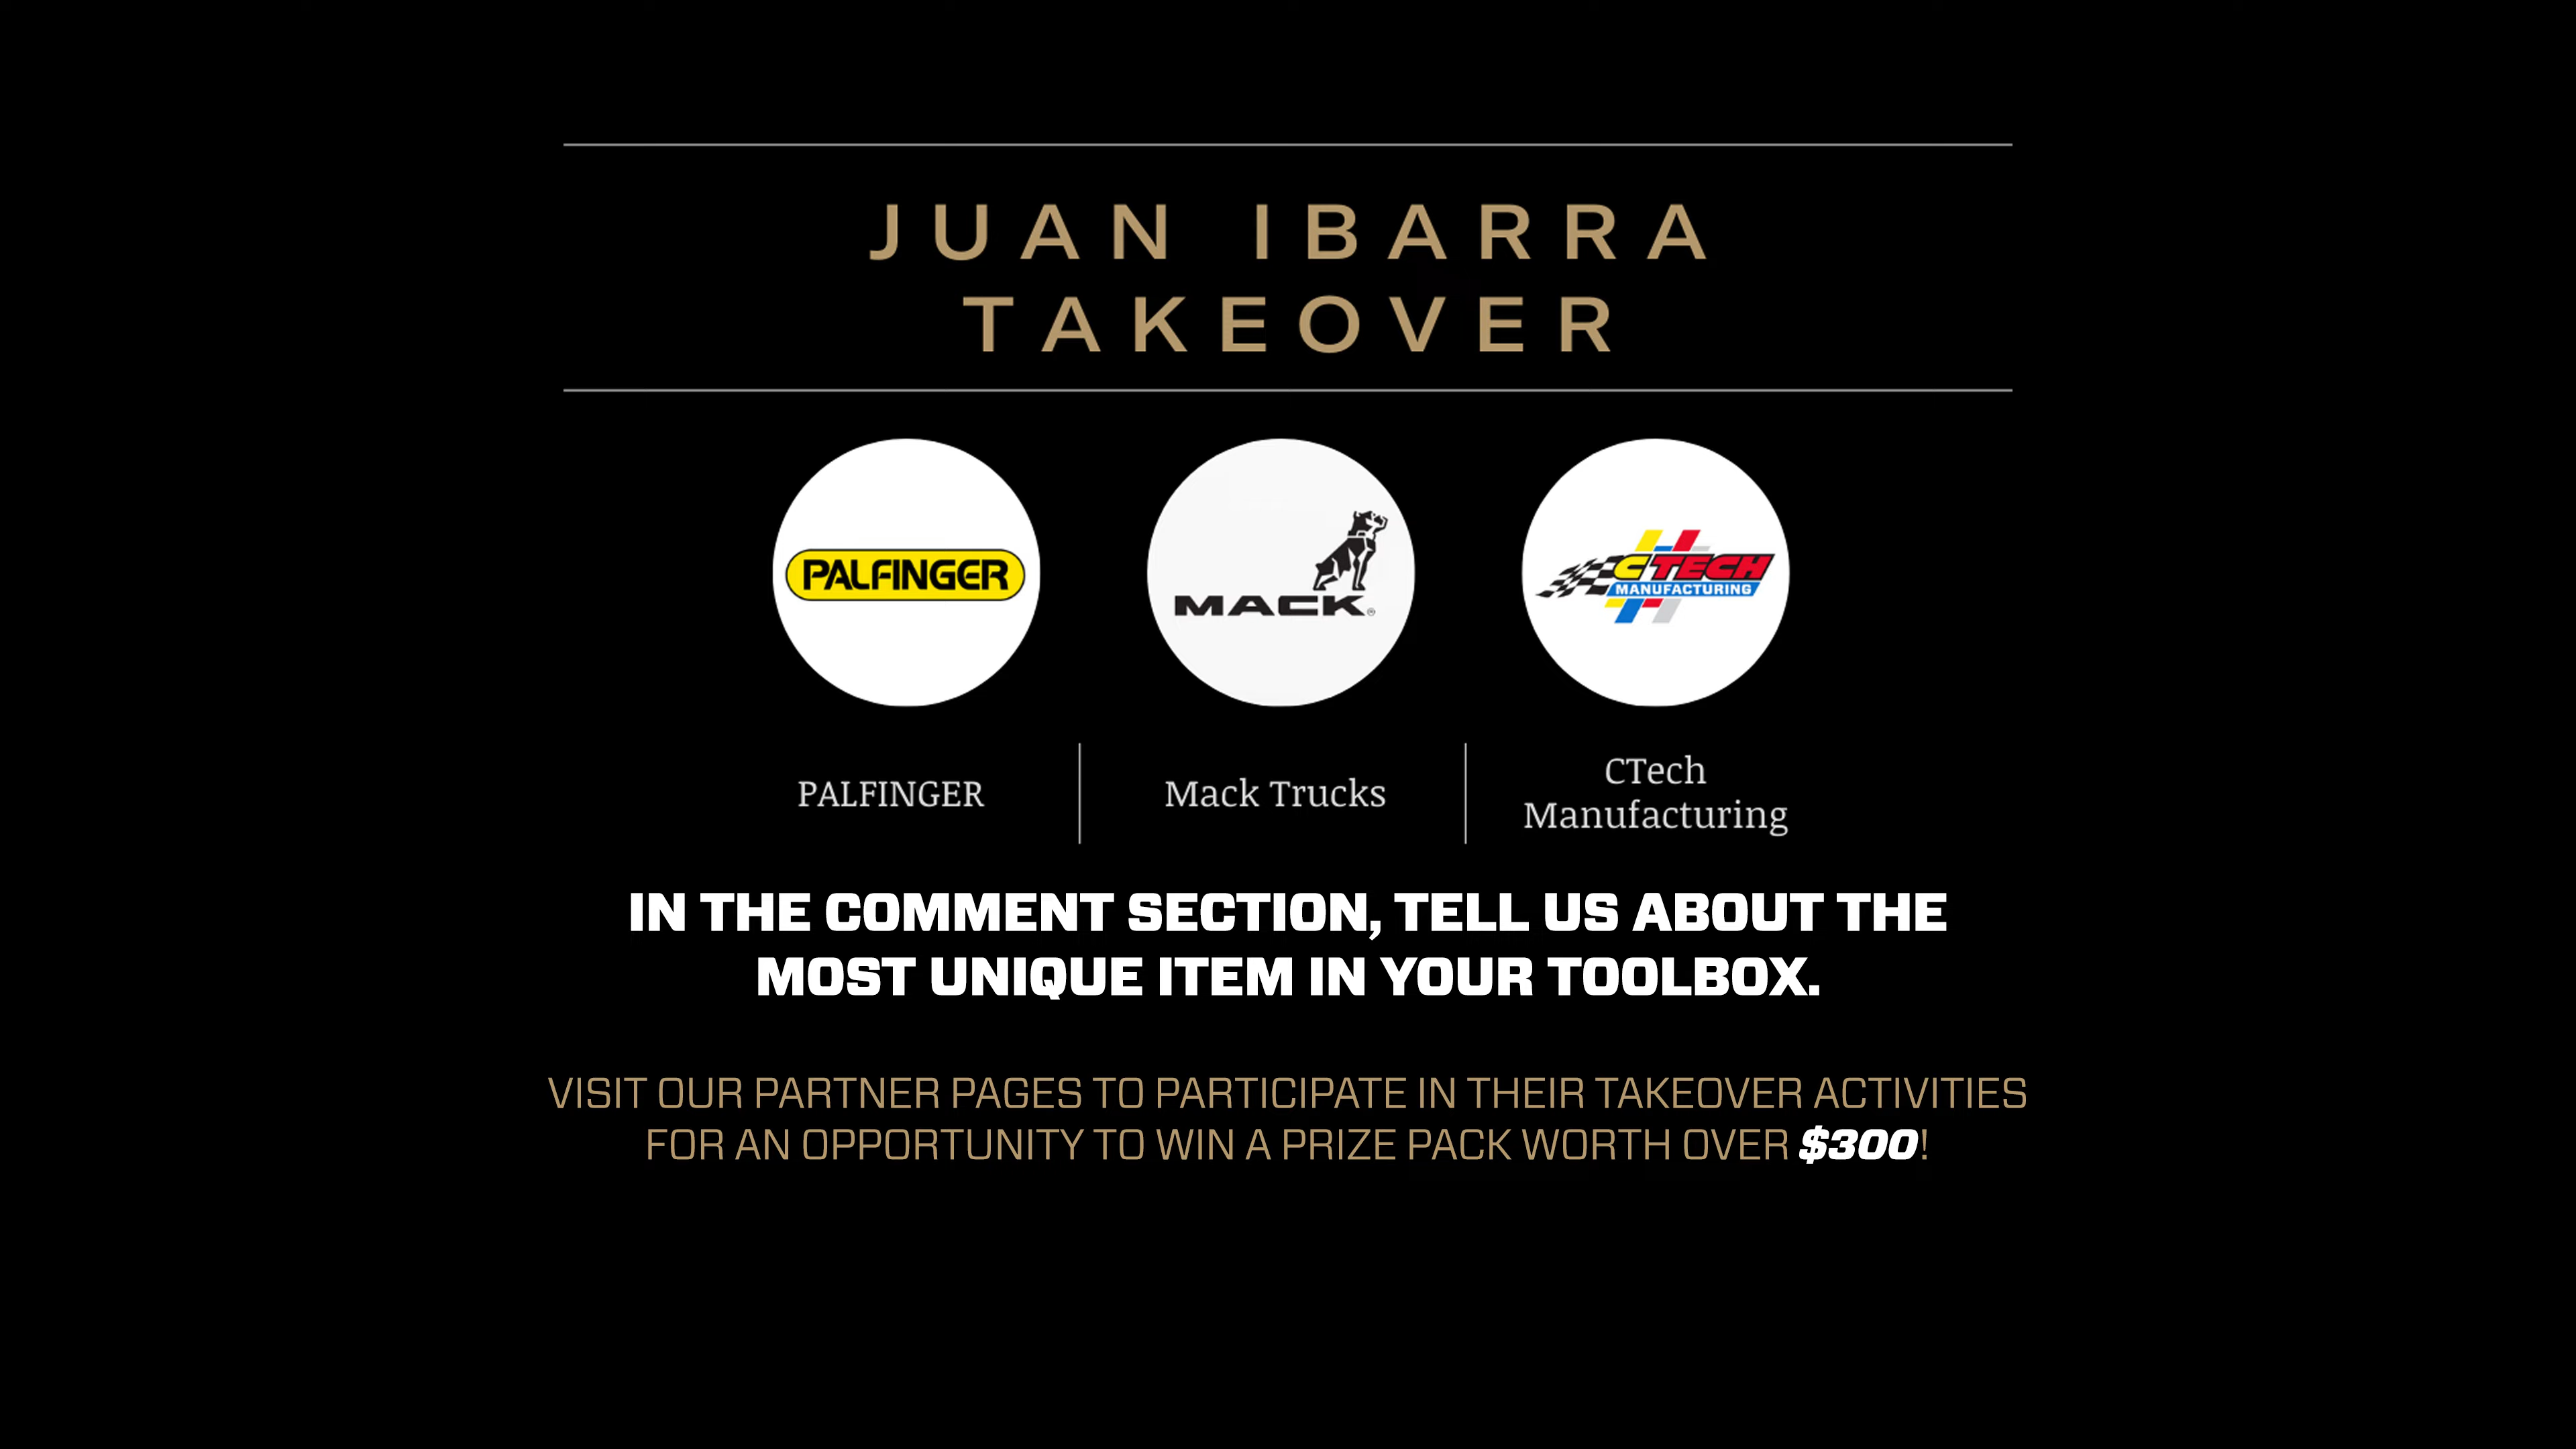 JUAN IBARRA
TAKEOVER
PALFINGER
MACK®
CTECH
MANUFACTURING
PALFINGER
Mack Trucks
CTech
Manufacturing
IN THE COMMENT SECTION, TELL US ABOUT THE
MOST UNIQUE ITEM IN YOUR TOOLBOX.
VISIT OUR PARTNER PAGES TO PARTICIPATE IN THEIR TAKEOVER ACTIVITIES
FOR AN OPPORTUNITY TO WIN A PRIZE PACK WORTH OVER $300!